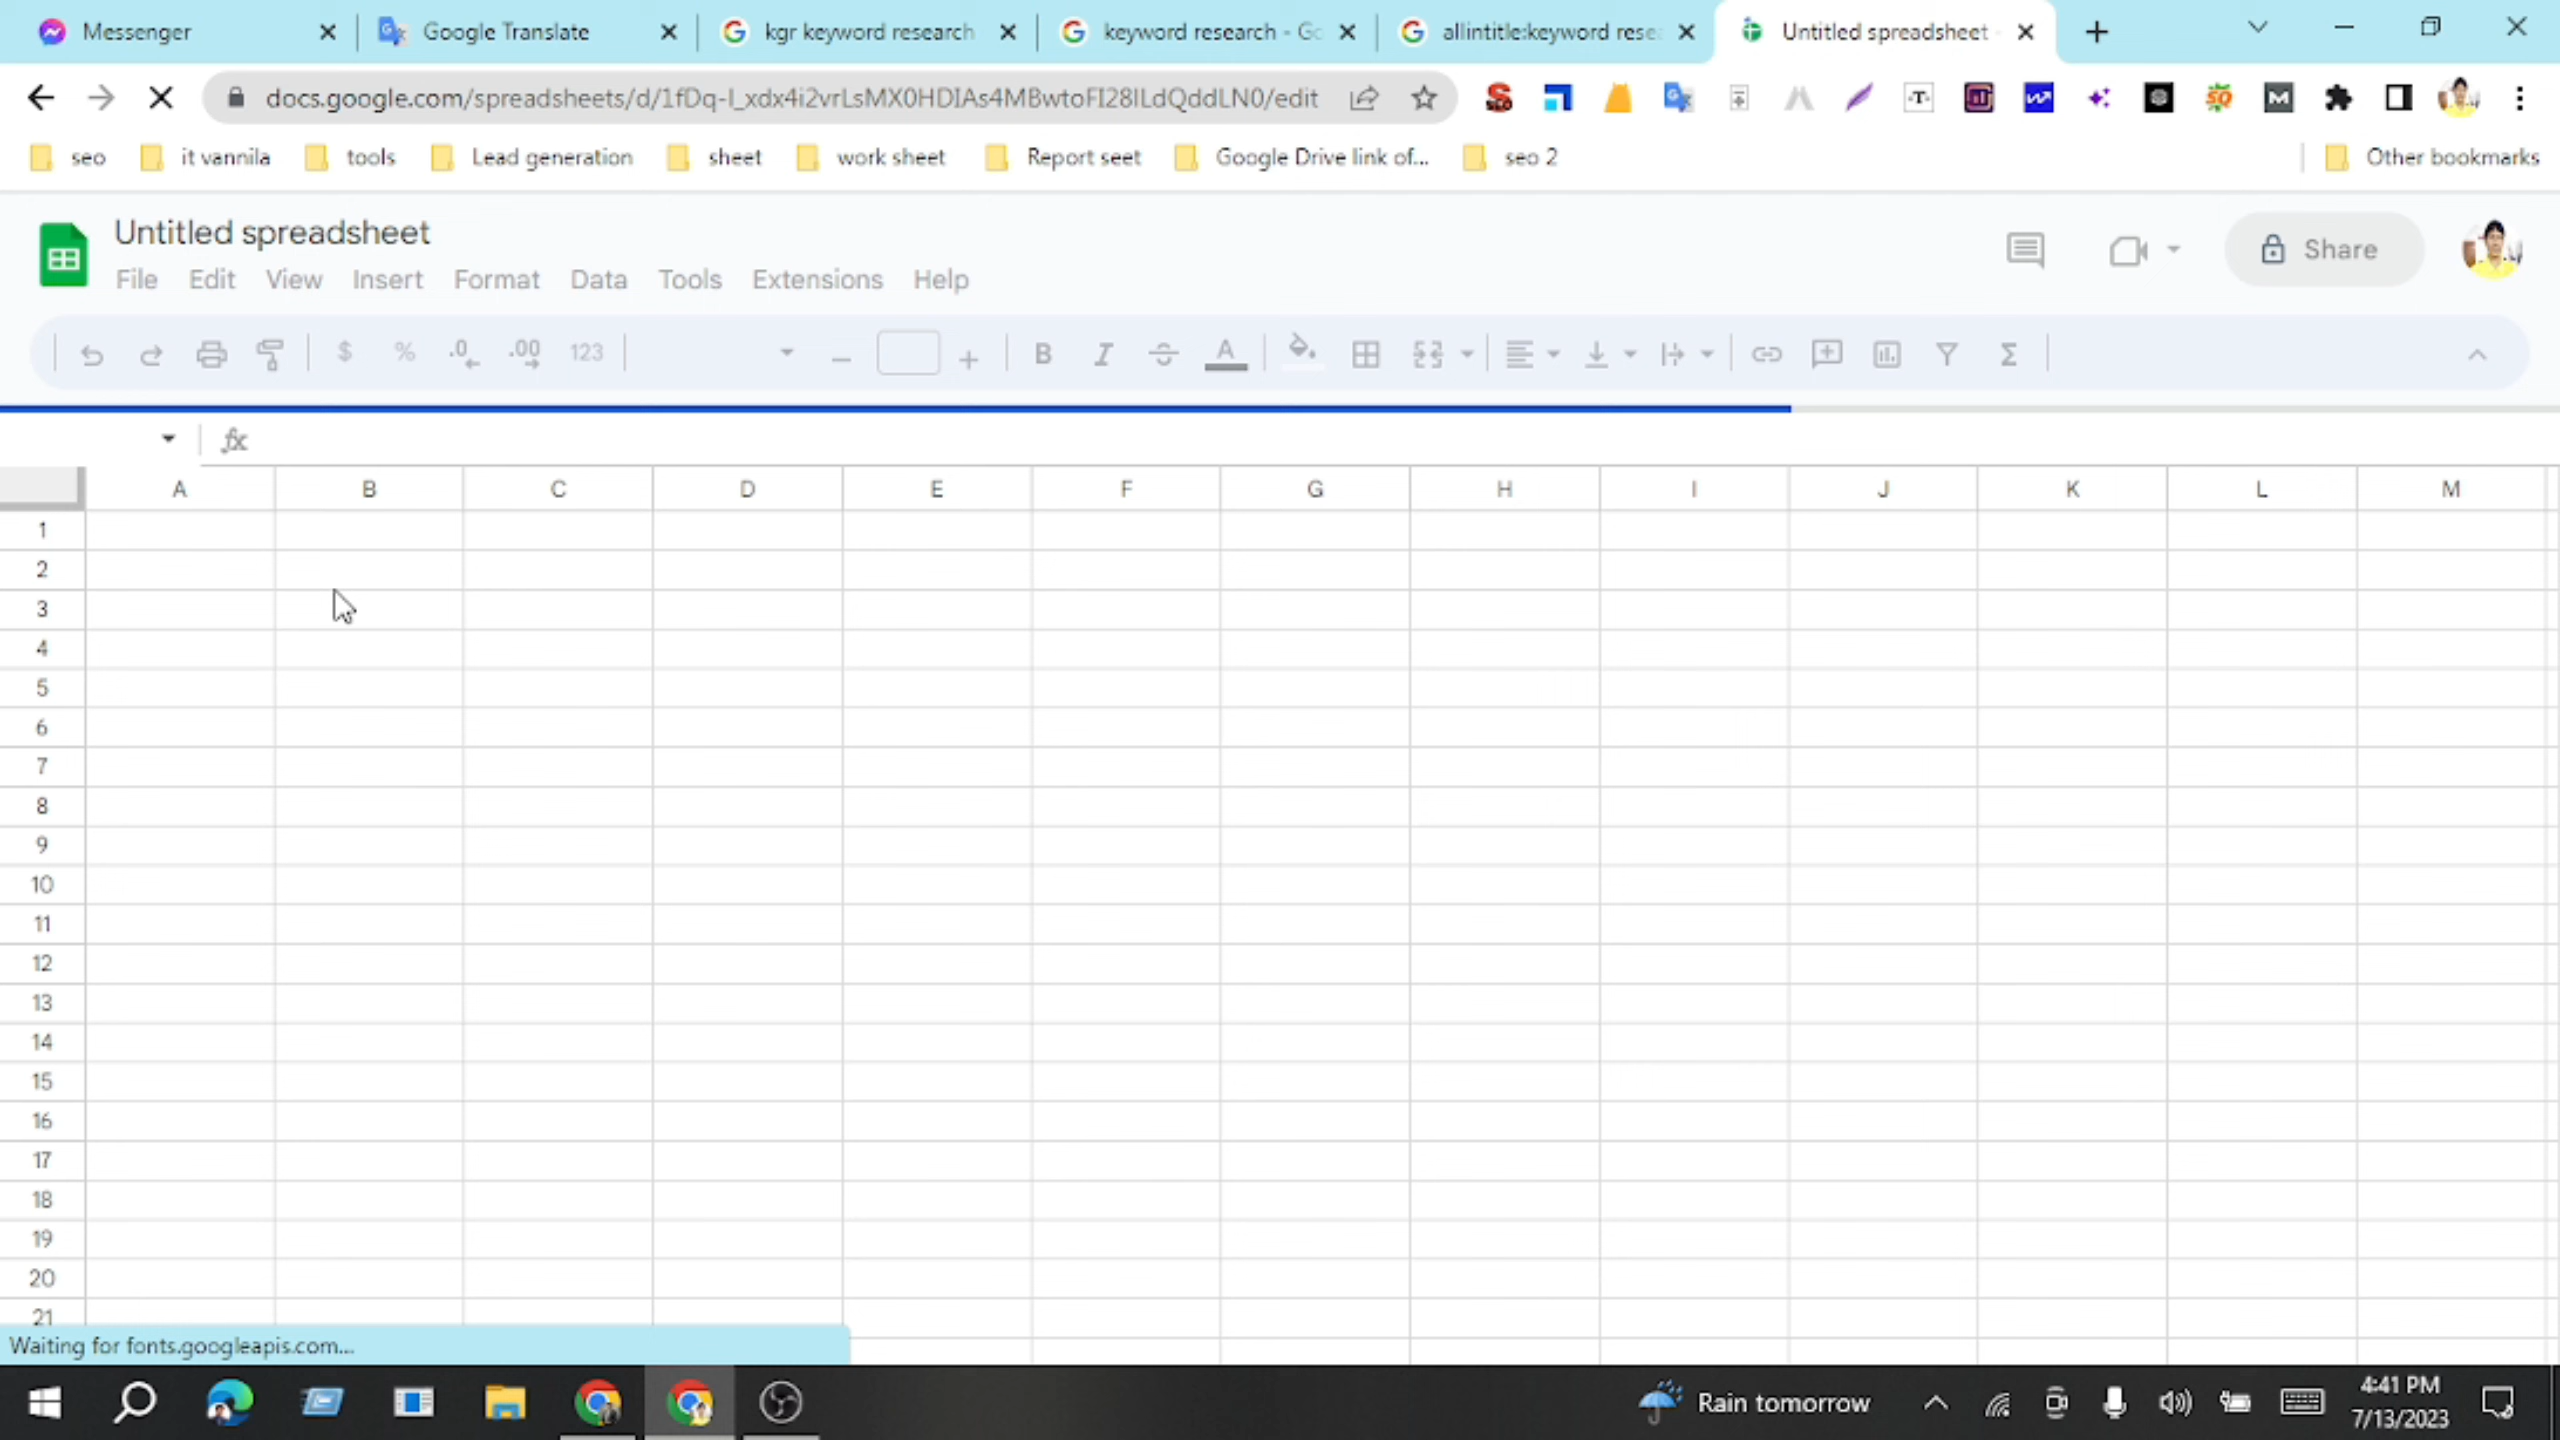 Messenger
Google Translate
kgr keyword research
keyword research - Go
allintitle:keyword rese
Untitled spreadsheet -
docs.google.com/spreadsheets/d/1fDq-I_xdx4i2vrLsMX0HDIAs4MBwtoFI28ILdQddLN0/edit
seo
it vannila
tools
Lead generation
sheet
work sheet
Report seet
Google Drive link of...
seo 2
Other bookmarks
Untitled spreadsheet
File Edit View Insert Format Data Tools Extensions Help
Share
$ % .0 .00 123
B I A Σ
fx
A B C D E F G H I J K L M
1
2
3
4
5
6
7
8
9
10
11
12
13
14
15
16
17
18
19
20
21
Waiting for fonts.googleapis.com...
Rain tomorrow
4:41 PM
7/13/2023